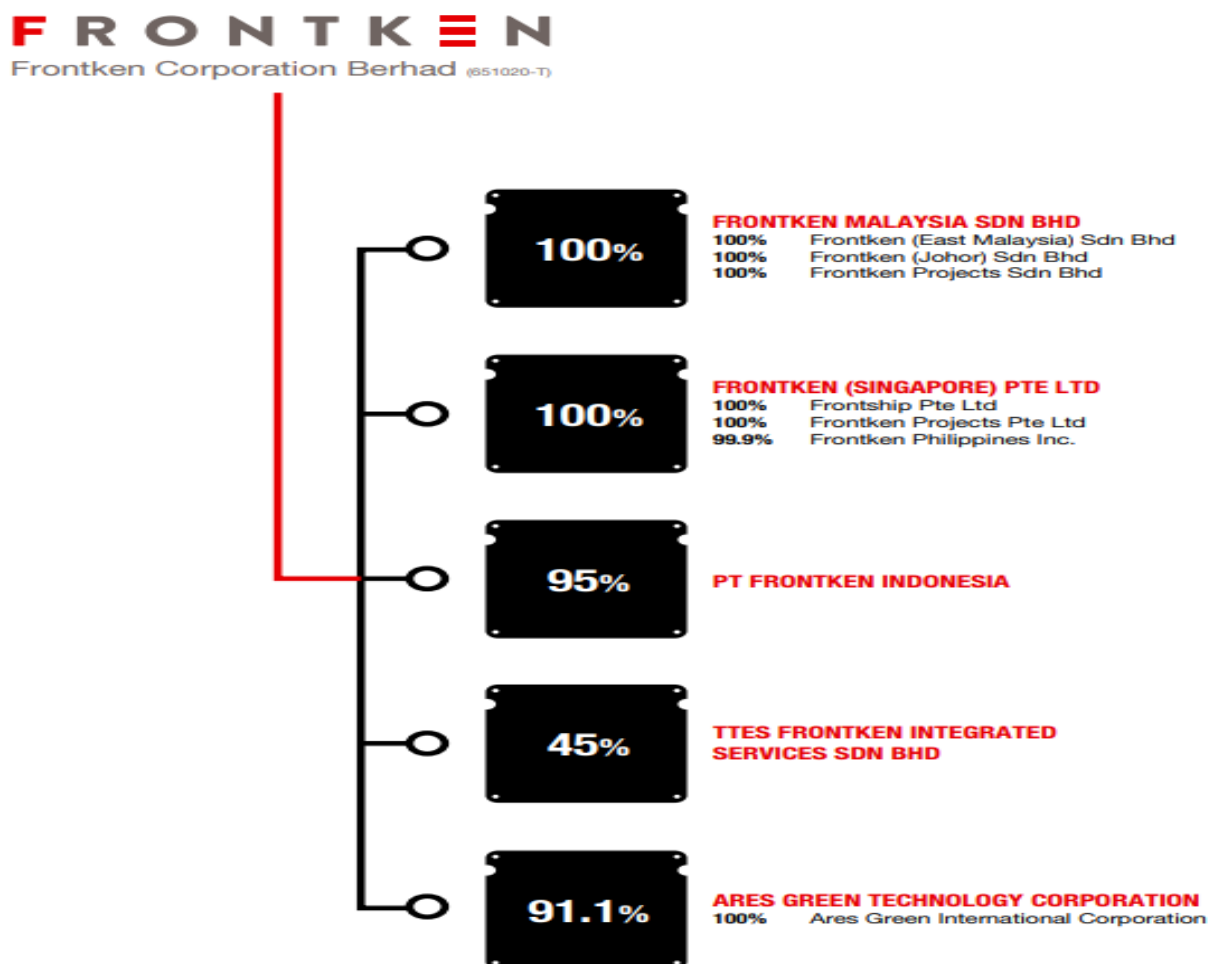 FRONTKEN
Frontken Corporation Berhad (651020-T)
100%
FRONTKEN MALAYSIA SDN BHD
100% Frontken (East Malaysia) Sdn Bhd
100% Frontken (Johor) Sdn Bhd
100% Frontken Projects Sdn Bhd
100%
FRONTKEN (SINGAPORE) PTE LTD
100% Frontship Pte Ltd
100% Frontken Projects Pte Ltd
99.9% Frontken Philippines Inc.
95%
PT FRONTKEN INDONESIA
45%
TTES FRONTKEN INTEGRATED
SERVICES SDN BHD
91.1%
ARES GREEN TECHNOLOGY CORPORATION
100% Ares Green International Corporation